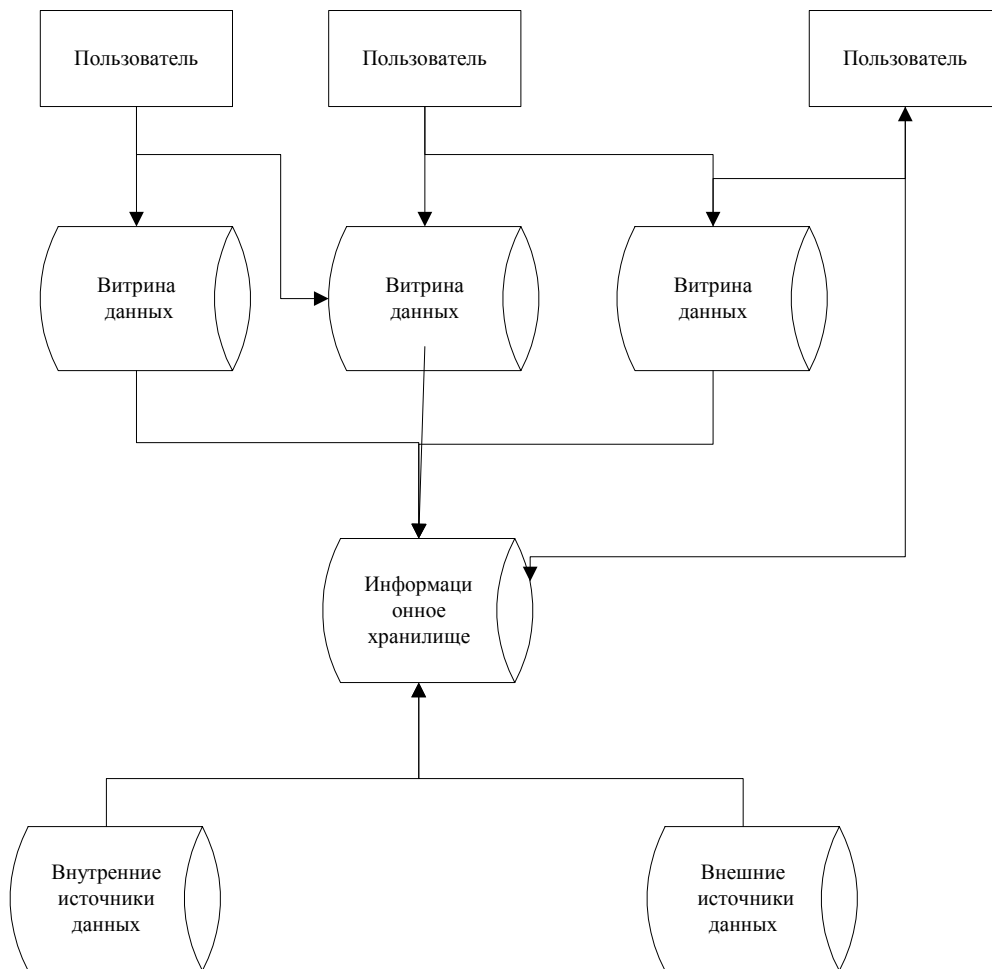 Пользователь
Пользователь
Пользователь
Витрина
данных
Витрина
данных
Витрина
данных
Информаци
онное
хранилище
Внутренние
источники
данных
Внешние
источники
данных